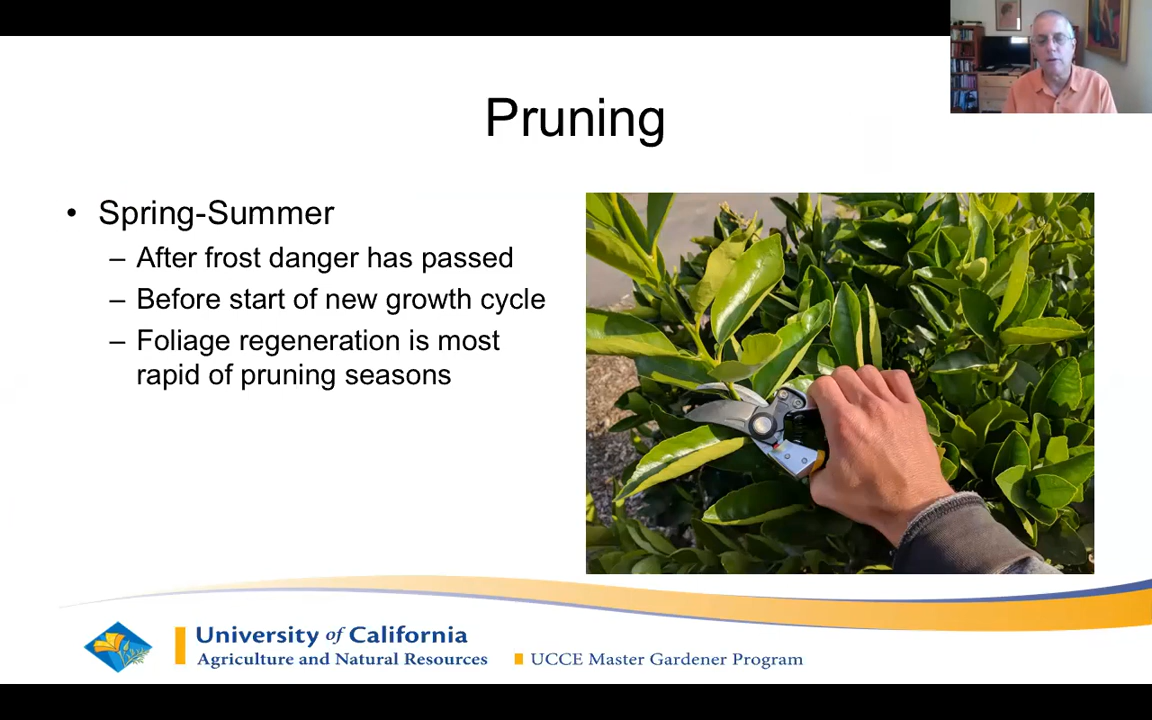 Pruning
• Spring-Summer
– After frost danger has passed
– Before start of new growth cycle
– Foliage regeneration is most
rapid of pruning seasons
University of California
Agriculture and Natural Resources
UCCE Master Gardener Program